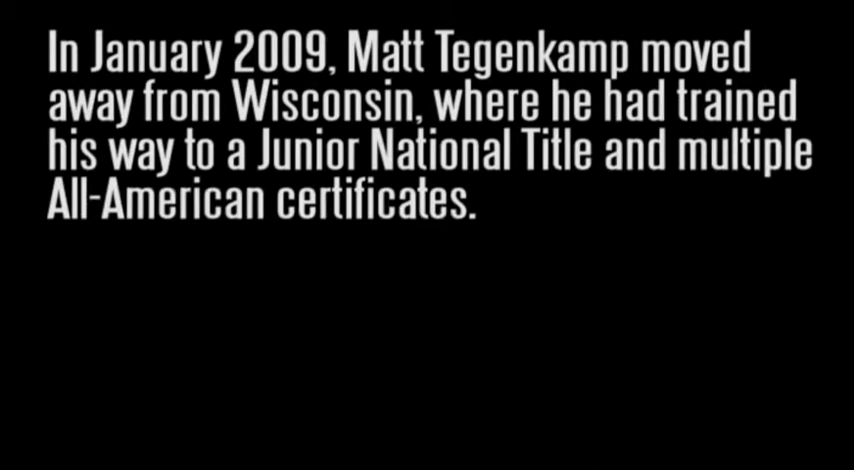 In January 2009, Matt Tegenkamp moved
away from Wisconsin, where he had trained
his way to a Junior National Title and multiple
All-American certificates.